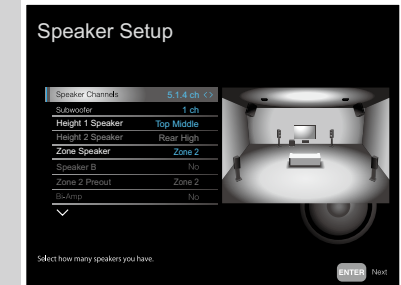 Speaker Setup
Speaker Channels 5.1.4 ch <>
Subwoofer 1 ch
Height 1 Speaker Top Middle
Height 2 Speaker Rear High
Zone Speaker Zone 2
Speaker B No
Zone 2 Preout Zone 2
Bi-Amp No
Select how many speakers you have.
ENTER Next